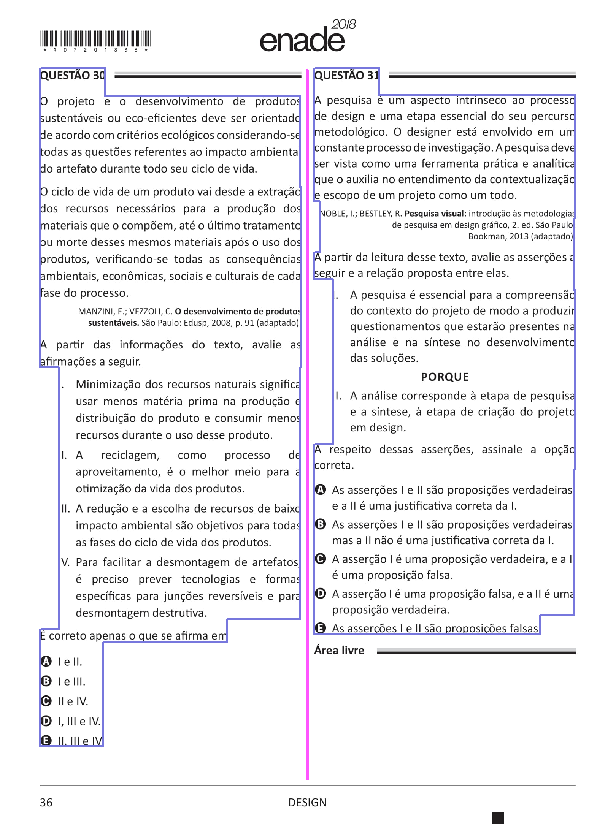 *R0720188*
enade
2018
QUESTÃO 30
O projeto e o desenvolvimento de produtos
sustentáveis ou eco-eficientes deve ser orientado
de acordo com critérios ecológicos considerando-se
todas as questões referentes ao impacto ambienta
do artefato durante todo seu ciclo de vida.
O ciclo de vida de um produto vai desde a extração
dos recursos necessários para a produção dos
materiais que o compõem, até o último tratamento
ou morte desses mesmos materiais após o uso dos
produtos, verificando-se todas as consequências
ambientais, econômicas, sociais e culturais de cada
fase do processo.
MANZINI, E.; VEZZOLI, C. O desenvolvimento de produtos
sustentáveis. São Paulo: Edusp, 2008, p. 91 (adaptado)
A partir das informações do texto, avalie as
afirmações a seguir.
I. Minimização dos recursos naturais significa
usar menos matéria prima na produção e
distribuição do produto e consumir menos
recursos durante o uso desse produto.
I. A reciclagem, como processo de
aproveitamento, é o melhor meio para a
otimização da vida dos produtos.
II. A redução e a escolha de recursos de baixo
impacto ambiental são objetivos para todas
as fases do ciclo de vida dos produtos.
V. Para facilitar a desmontagem de artefatos
é preciso prever tecnologias e formas
específicas para junções reversíveis e para
desmontagem destrutiva.
É correto apenas o que se afirma em
A I e II.
B I e III.
C II e IV.
D I, III e IV.
E II, III e IV
QUESTÃO 31
A pesquisa é um aspecto intrínseco ao processo
de design e uma etapa essencial do seu percurso
metodológico. O designer está envolvido em um
constante processo de investigação. A pesquisa deve
ser vista como uma ferramenta prática e analítica
que o auxilia no entendimento da contextualização
e escopo de um projeto como um todo.
NOBLE, I.; BESTLEY, R. Pesquisa visual: introdução às metodologias
de pesquisa em design gráfico, 2. ed. São Paulo
Bookman, 2013 (adaptado)
A partir da leitura desse texto, avalie as asserções a
seguir e a relação proposta entre elas.
I. A pesquisa é essencial para a compreensão
do contexto do projeto de modo a produzir
questionamentos que estarão presentes na
análise e na síntese no desenvolvimento
das soluções.
PORQUE
I. A análise corresponde à etapa de pesquisa
e a síntese, à etapa de criação do projeto
em design.
A respeito dessas asserções, assinale a opção
correta.
A As asserções I e II são proposições verdadeiras
e a II é uma justificativa correta da I.
B As asserções I e II são proposições verdadeiras
mas a II não é uma justificativa correta da I.
C A asserção I é uma proposição verdadeira, e a I
é uma proposição falsa.
D A asserção I é uma proposição falsa, e a II é uma
proposição verdadeira.
E As asserções I e II são proposições falsas
Área livre
36
DESIGN